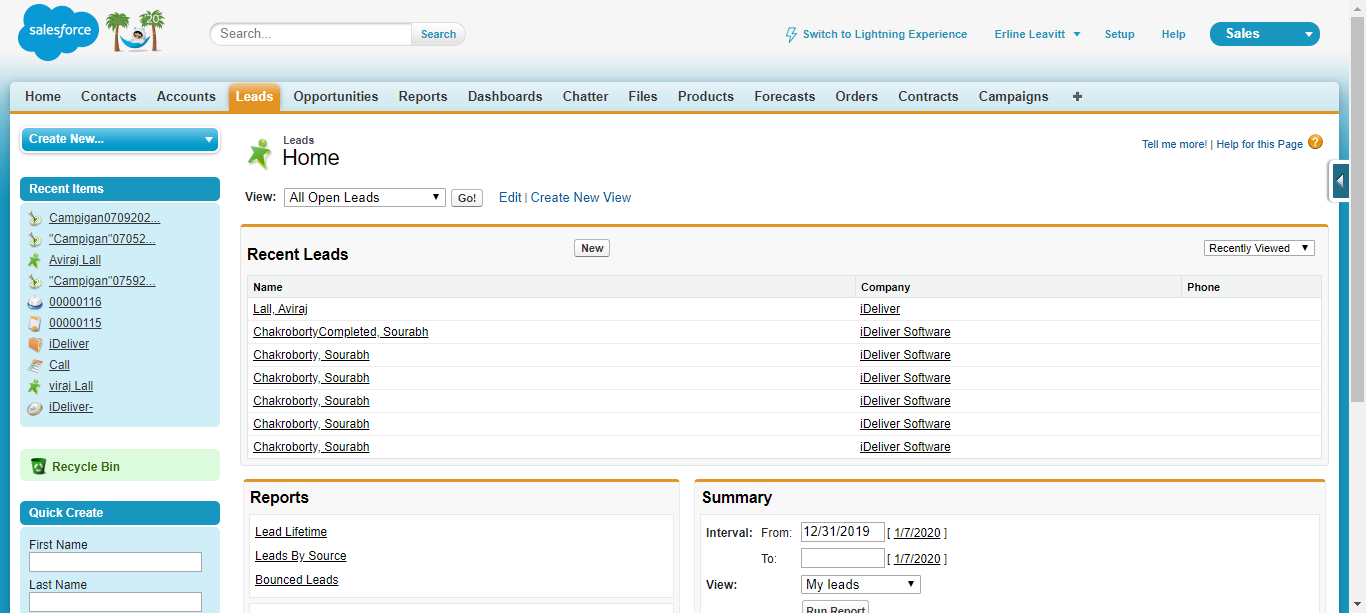 salesforce
20
Search...
Search
Switch to Lightning Experience
Erline Leavitt
Setup
Help
Sales
Home Contacts Accounts Leads Opportunities Reports Dashboards Chatter Files Products Forecasts Orders Contracts Campaigns +
Create New...
Recent Items
Campigan0709202...
"Campigan"07052...
Aviraj Lall
"Campigan"07592...
00000116
00000115
iDeliver
Call
viraj Lall
iDeliver-
Recycle Bin
Quick Create
First Name
Last Name
Leads
Home
Tell me more! | Help for this Page ?
View: All Open Leads Go! Edit | Create New View
Recent Leads New Recently Viewed
Name Company Phone
Lall, Aviraj iDeliver
ChakrobortyCompleted, Sourabh iDeliver Software
Chakroborty, Sourabh iDeliver Software
Chakroborty, Sourabh iDeliver Software
Chakroborty, Sourabh iDeliver Software
Chakroborty, Sourabh iDeliver Software
Chakroborty, Sourabh iDeliver Software
Reports
Lead Lifetime
Leads By Source
Bounced Leads
Summary
Interval: From: 12/31/2019 [ 1/7/2020 ]
To: [ 1/7/2020 ]
View: My leads
Run Report